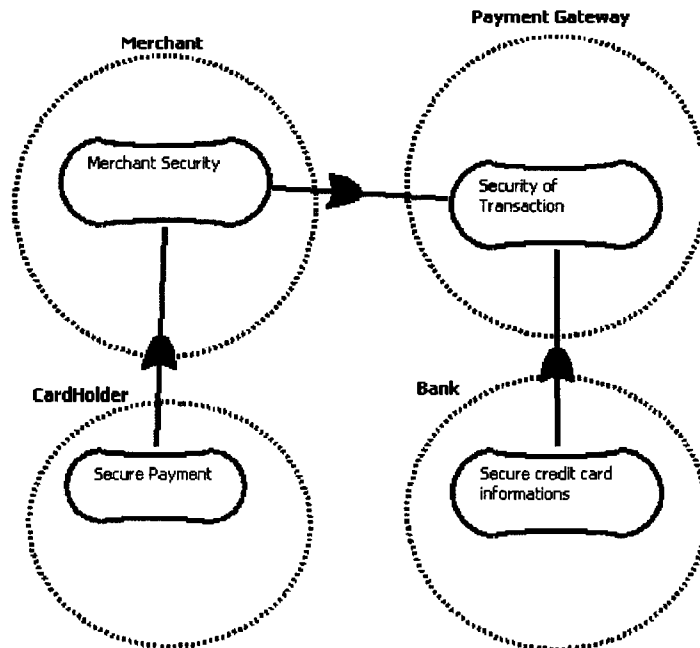 Payment Gateway
Merchant
Merchant Security
Security of
Transaction
CardHolder
Bank
Secure Payment
Secure credit card
informations